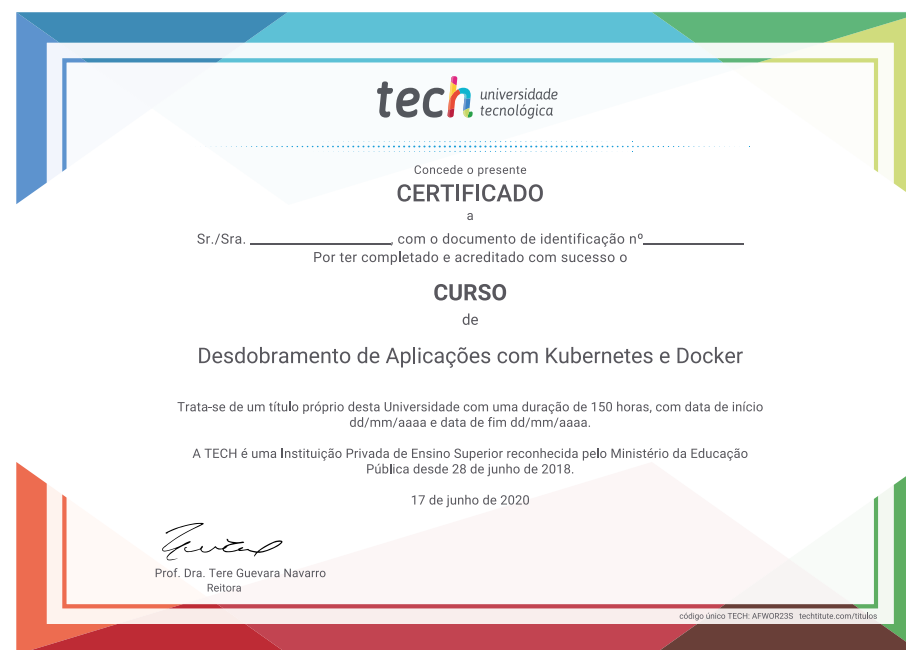 tech universidade
tecnológica
Concede o presente
CERTIFICADO
a
Sr./Sra. ________________, com o documento de identificação nº____________
Por ter completado e acreditado com sucesso o
CURSO
de
Desdobramento de Aplicações com Kubernetes e Docker
Trata-se de um título próprio desta Universidade com uma duração de 150 horas, com data de início
dd/mm/aaaa e data de fim dd/mm/aaaa.
A TECH é uma Instituição Privada de Ensino Superior reconhecida pelo Ministério da Educação
Pública desde 28 de junho de 2018.
17 de junho de 2020
Prof. Dra. Tere Guevara Navarro
Reitora
código único TECH: AFWOR23S techtitute.com/titulos